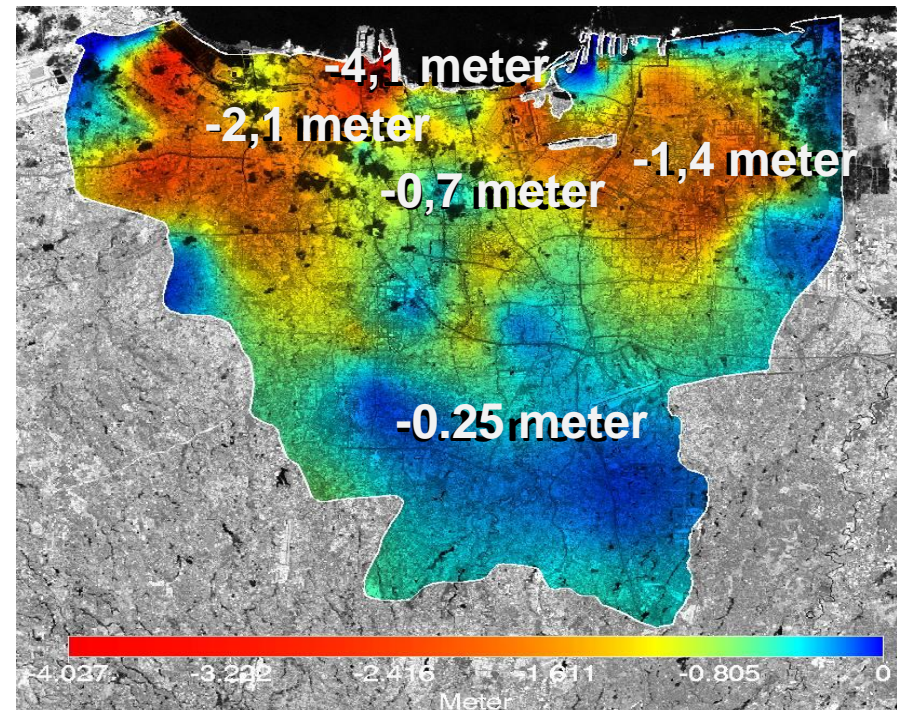 -4,1 meter
-2,1 meter
-1,4 meter
-0,7 meter
-0.25 meter
-4.027 -3.222 -2.416 -1.611 -0.805 0
Meter